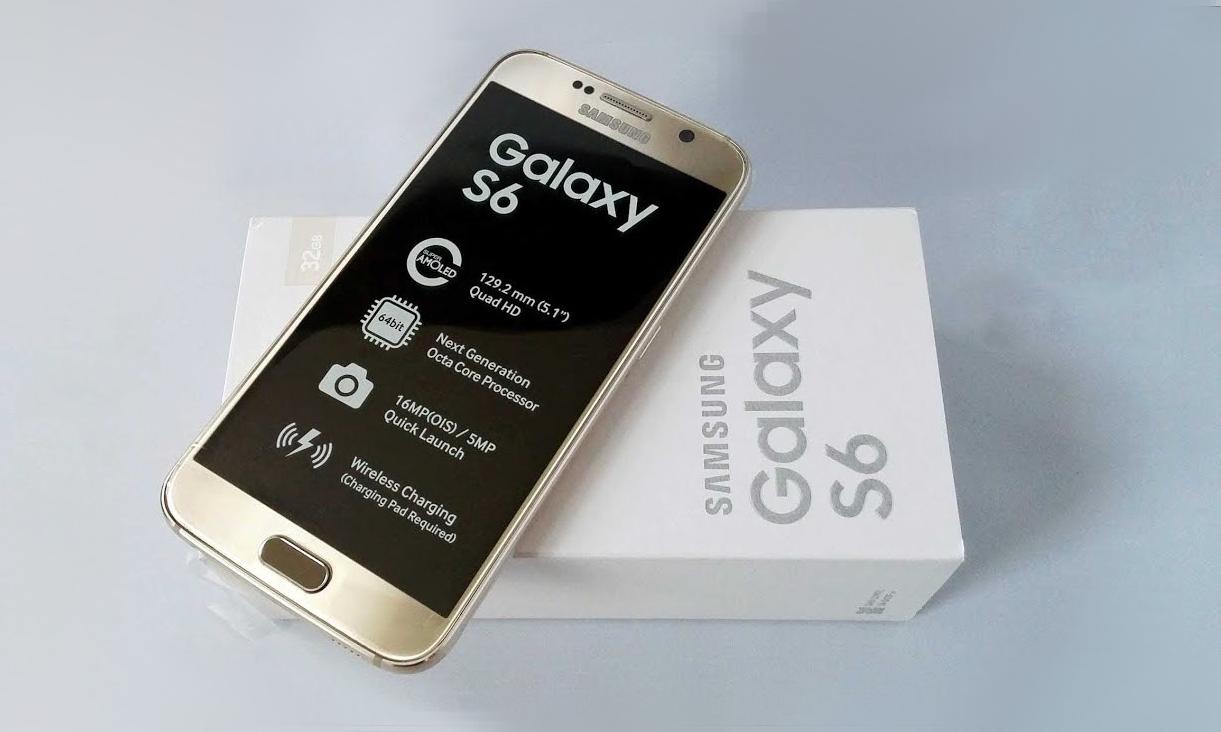 SAMSUNG
Galaxy
S6
SUPER
AMOLED
129.2 mm (5.1")
Quad HD
64bit
Next Generation
Octa Core Processor
16MP(OIS) / 5MP
Quick Launch
Wireless Charging
(Charging Pad Required)
32GB
SAMSUNG
Galaxy
S6